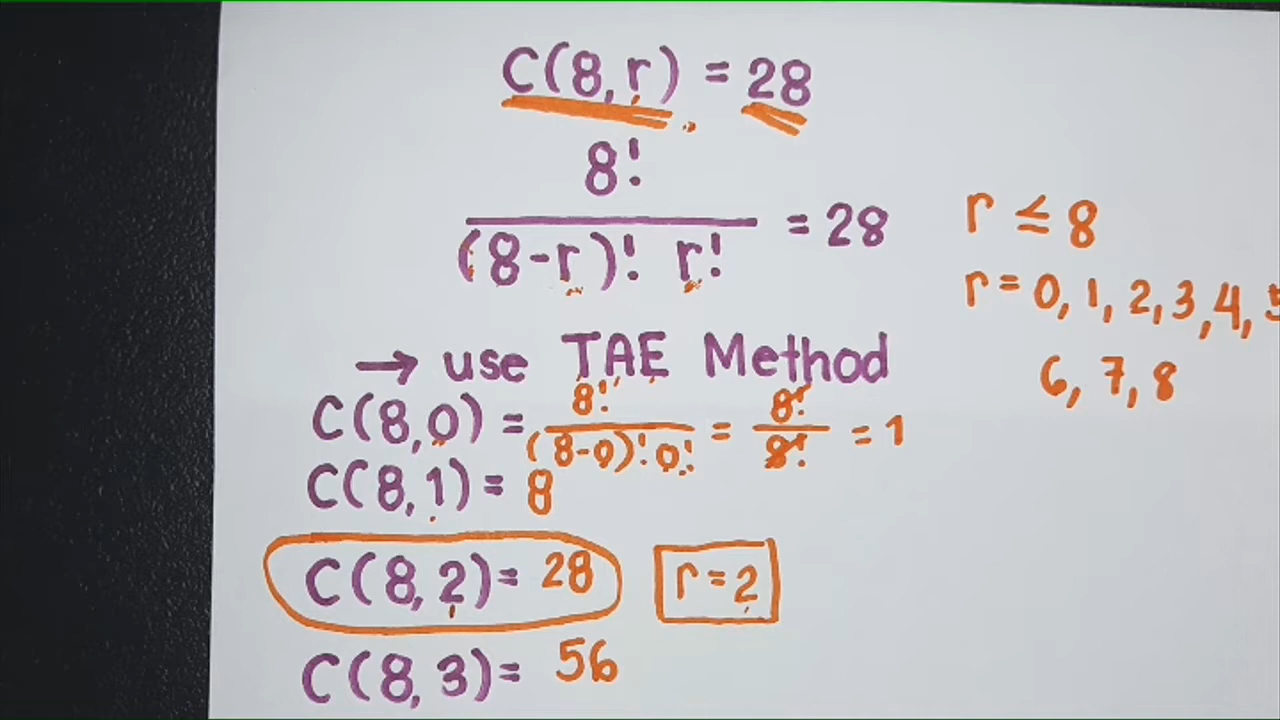 C(8,r) = 28
8!
(8-r)! r! = 28
r ≤ 8
r = 0, 1, 2, 3, 4, 5
6, 7, 8
→ use TAE Method
C(8,0) = 8!/(8-0)!0! = 8!/8! = 1
C(8,1) = 8
C(8,2) = 28 r = 2
C(8,3) = 56